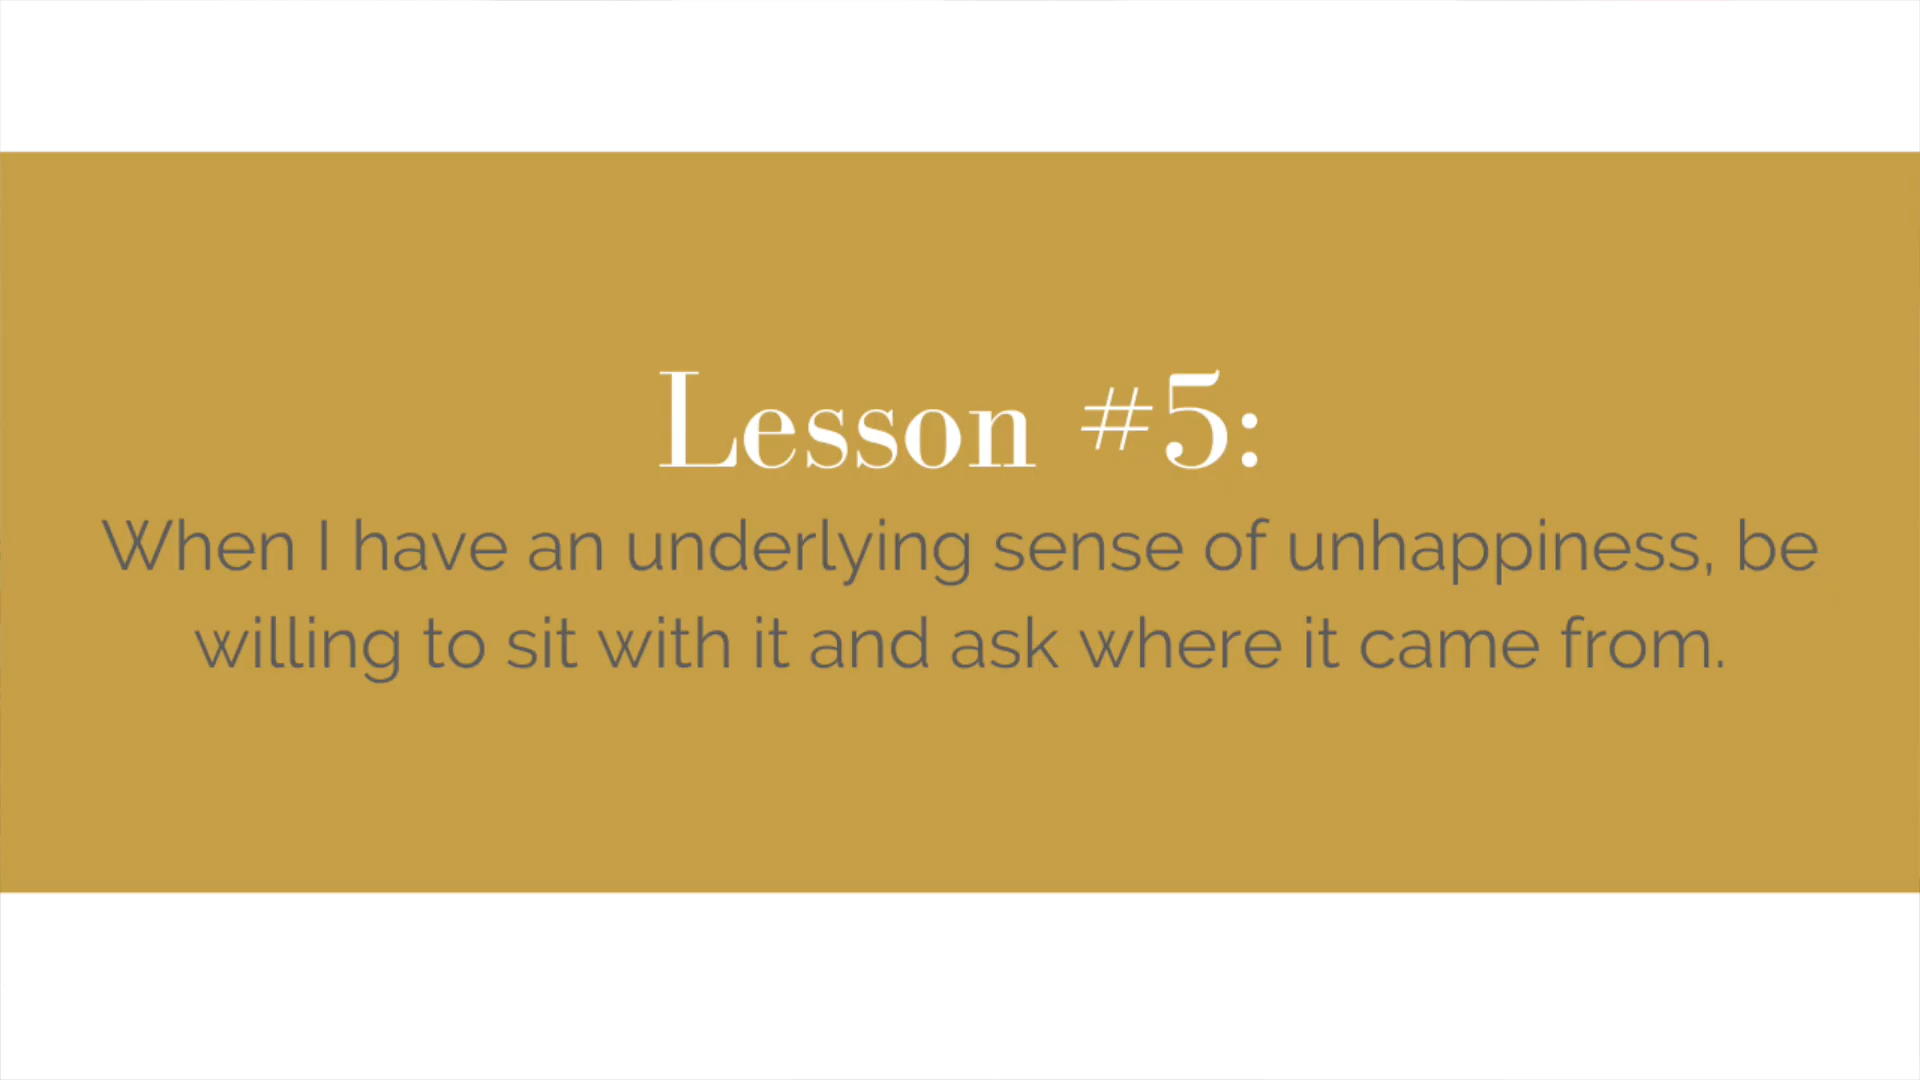 Lesson #5:
When I have an underlying sense of unhappiness, be
willing to sit with it and ask where it came from.